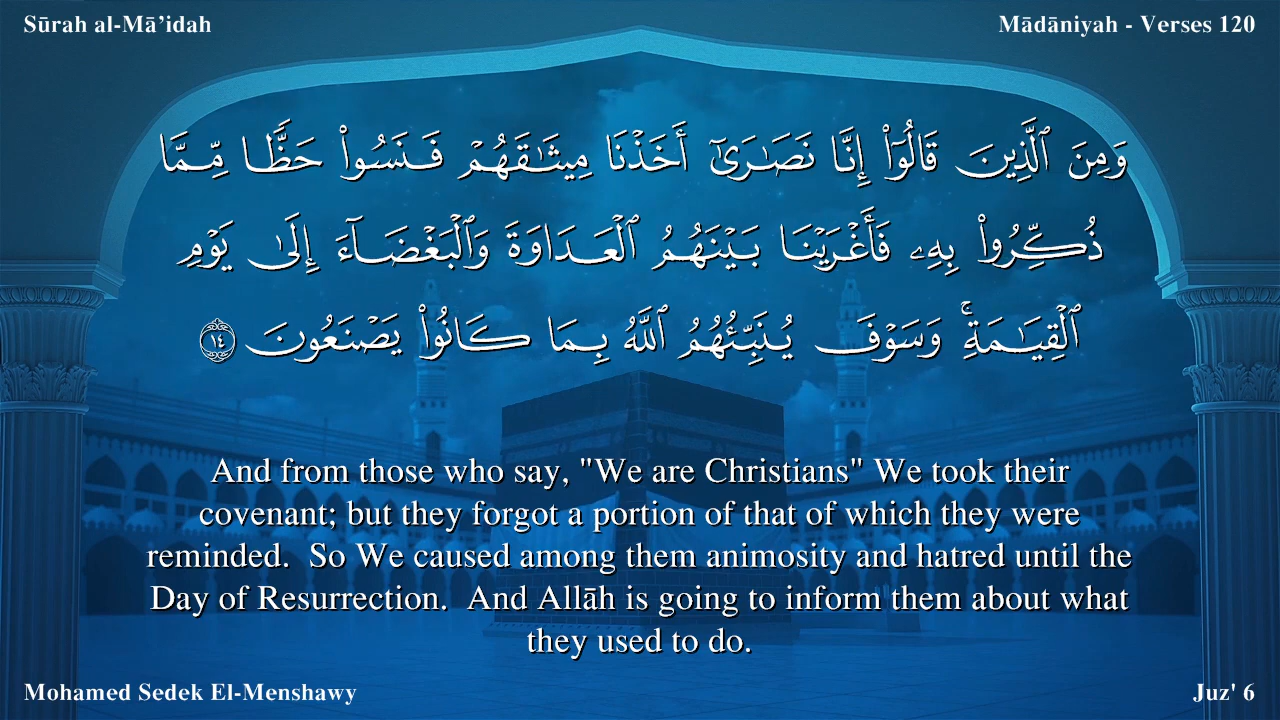 Sūrah al-Mā’idah
Mādāniyah - Verses 120
وَمِنَ ٱلَّذِينَ قَالُوٓا۟ إِنَّا نَصَـٰرَىٰٓ أَخَذْنَا مِيثَـٰقَهُمْ فَنَسُوا۟ حَظًّا مِّمَّا
ذُكِّرُوا۟ بِهِۦ فَأَغْرَيْنَا بَيْنَهُمُ ٱلْعَدَاوَةَ وَٱلْبَغْضَآءَ إِلَىٰ يَوْمِ
ٱلْقِيَـٰمَةِ ۚ وَسَوْفَ يُنَبِّئُهُمُ ٱللَّهُ بِمَا كَانُوا۟ يَصْنَعُونَ ١٤
And from those who say, "We are Christians" We took their
covenant; but they forgot a portion of that of which they were
reminded.  So We caused among them animosity and hatred until the
Day of Resurrection.  And Allāh is going to inform them about what
they used to do.
Mohamed Sedek El-Menshawy
Juz' 6